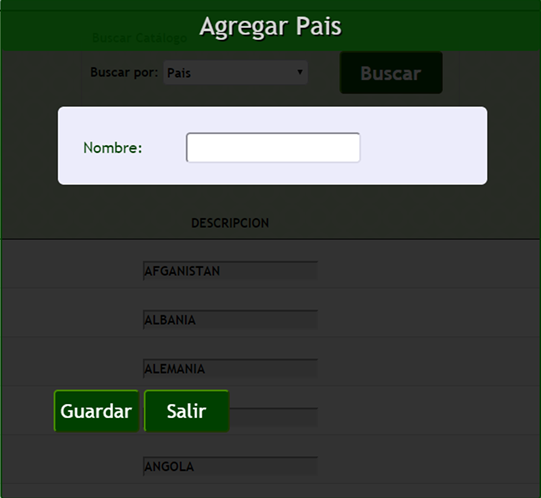 Agregar Pais
Buscar Catálogo
Buscar por: Pais Buscar
Nombre:
DESCRIPCION
AFGANISTAN
ALBANIA
ALEMANIA
Guardar Salir
ANGOLA